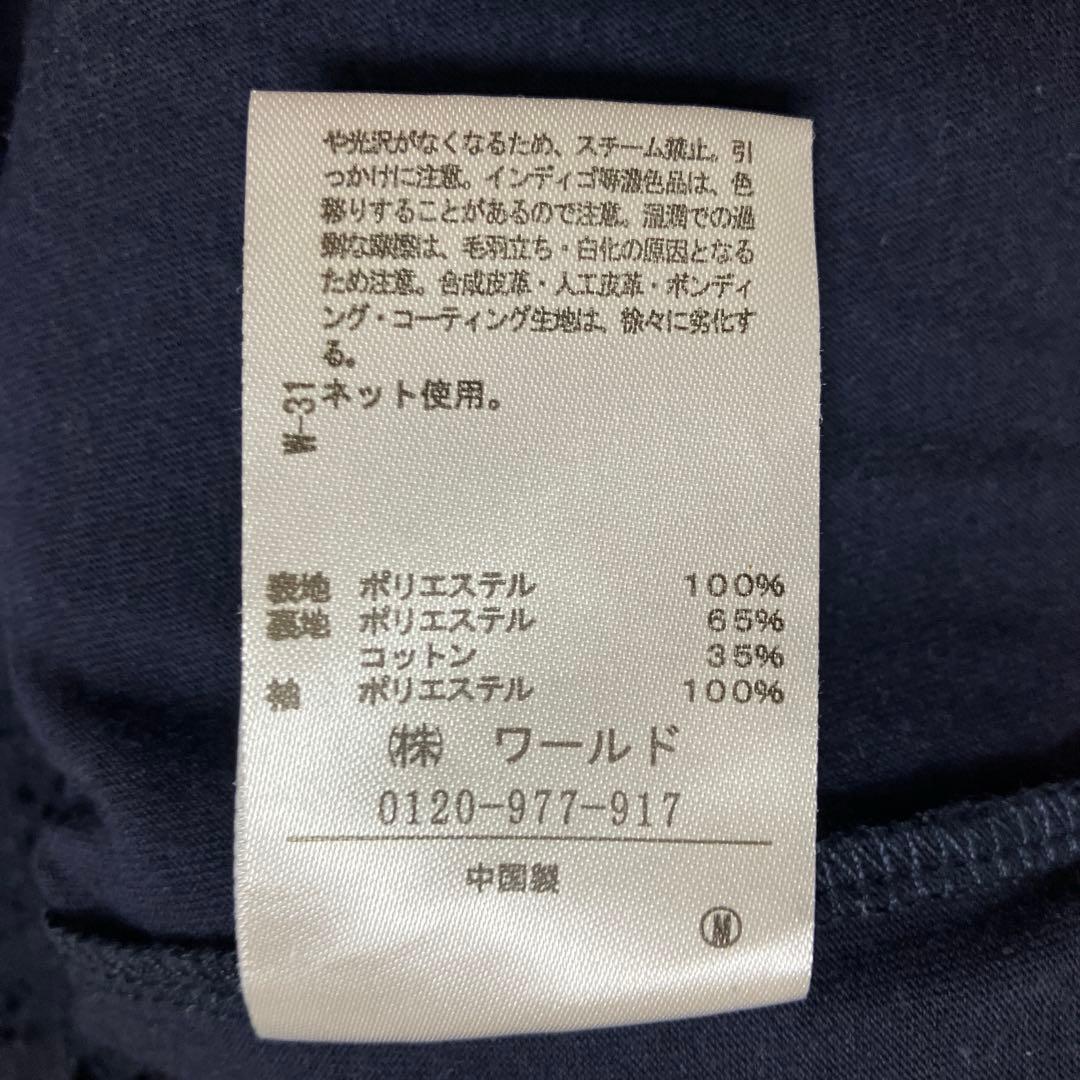 や光沢がなくなるため、スチーム禁止。引
っかけに注意。インディゴ等濃色品は、色
移りすることがあるので注意。湿潤での過
剰な摩擦は、毛羽立ち・白化の原因となる
ため注意。合成皮革・人工皮革・ボンディ
ング・コーティング生地は、徐々に劣化す
る。
W-31
ネット使用。
表地 ポリエステル 100%
裏地 ポリエステル 65%
コットン 35%
袖 ポリエステル 100%
㈱ ワールド
0120-977-917
中国製
Ⓜ